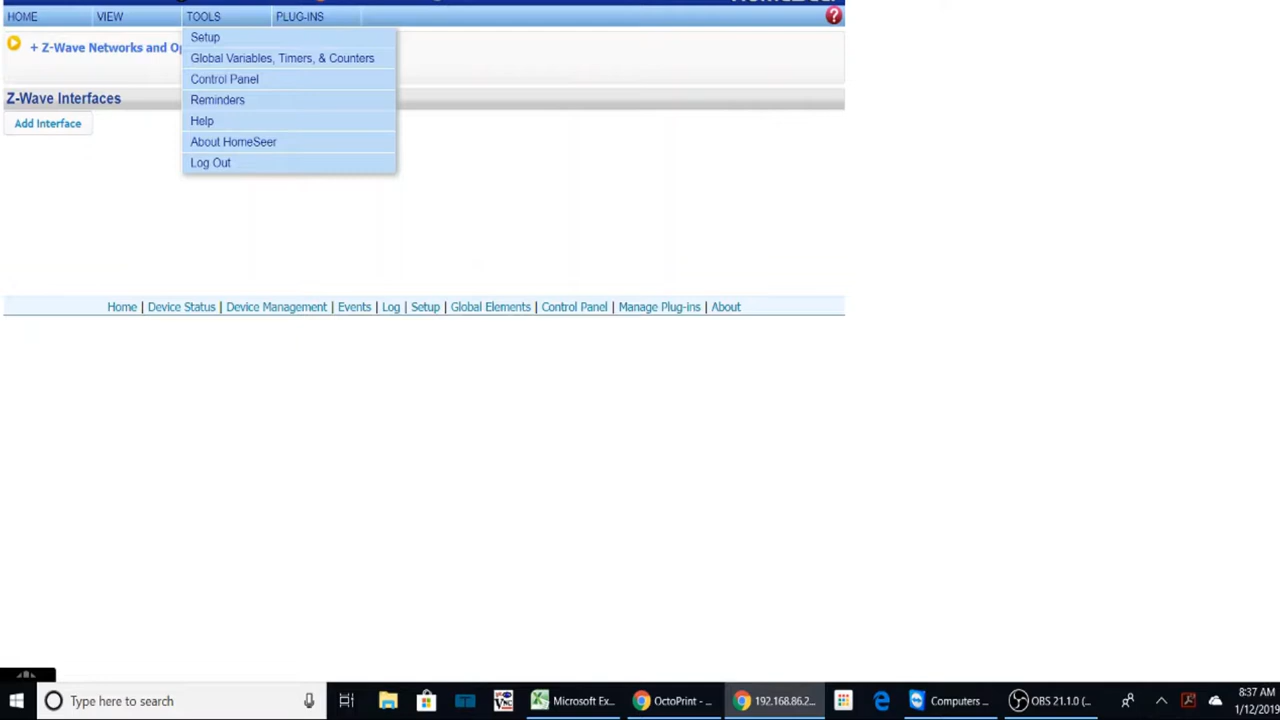 HOME VIEW TOOLS PLUG-INS
Setup
+ Z-Wave Networks and Op
Global Variables, Timers, & Counters
Control Panel
Z-Wave Interfaces
Reminders
Add Interface
Help
About HomeSeer
Log Out
Home | Device Status | Device Management | Events | Log | Setup | Global Elements | Control Panel | Manage Plug-ins | About
Type here to search
Microsoft Ex...
OctoPrint - ...
192.168.86.2...
Computers ...
OBS 21.1.0 (...
8:37 AM
1/12/2019